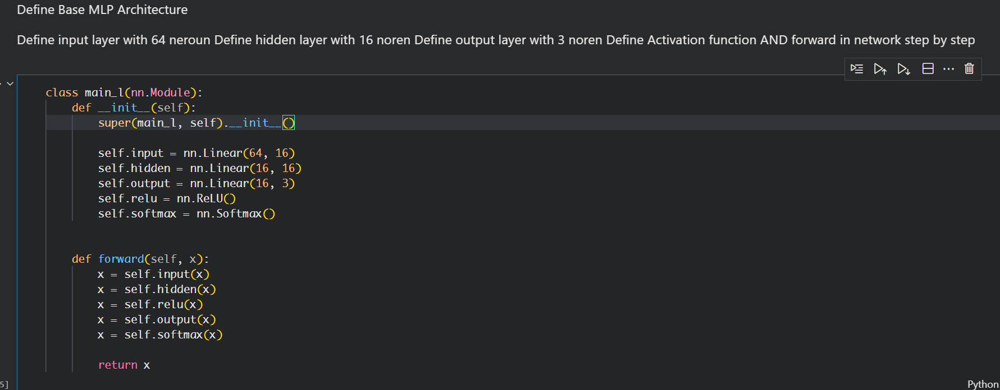 Define Base MLP Architecture
Define input layer with 64 neroun Define hidden layer with 16 noren Define output layer with 3 noren Define Activation function AND forward in network step by step
class main_l(nn.Module):
    def __init__(self):
        super(main_l, self).__init__()
        self.input = nn.Linear(64, 16)
        self.hidden = nn.Linear(16, 16)
        self.output = nn.Linear(16, 3)
        self.relu = nn.ReLU()
        self.softmax = nn.Softmax()
    def forward(self, x):
        x = self.input(x)
        x = self.hidden(x)
        x = self.relu(x)
        x = self.output(x)
        x = self.softmax(x)
        return x
5]
Python